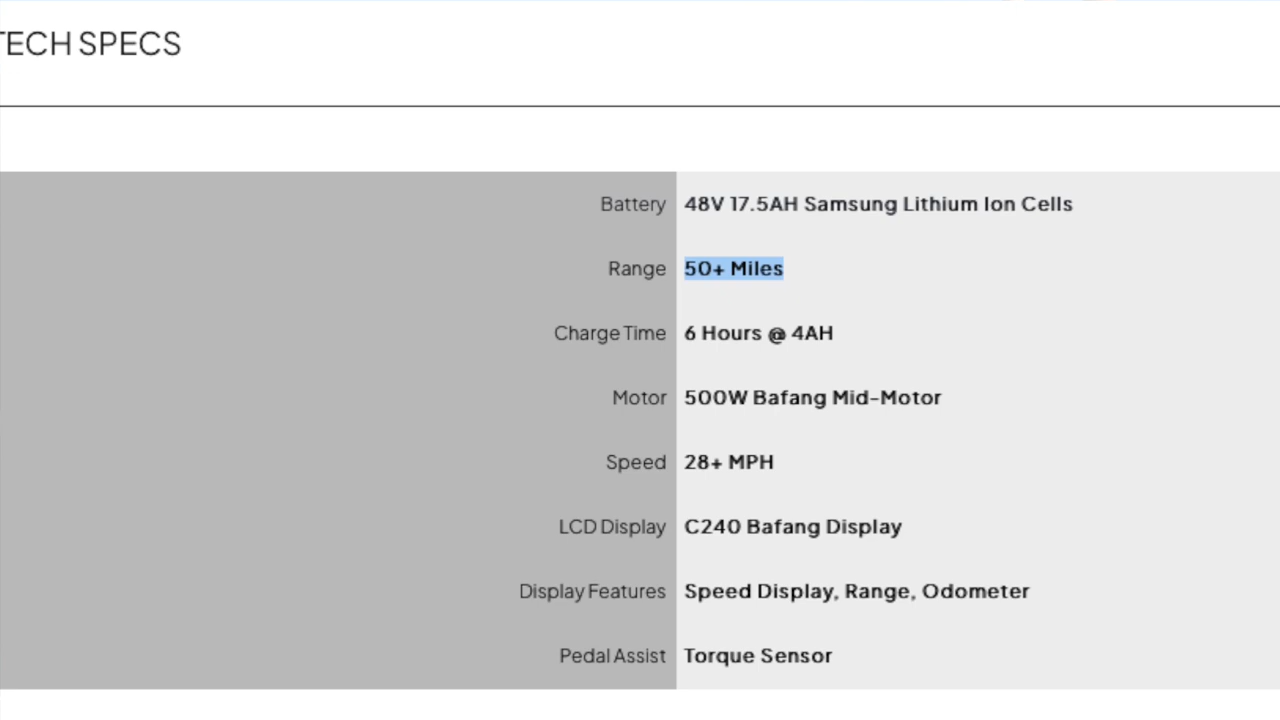 TECH SPECS
Battery 48V 17.5AH Samsung Lithium Ion Cells
Range 50+ Miles
Charge Time 6 Hours @ 4AH
Motor 500W Bafang Mid-Motor
Speed 28+ MPH
LCD Display C240 Bafang Display
Display Features Speed Display, Range, Odometer
Pedal Assist Torque Sensor